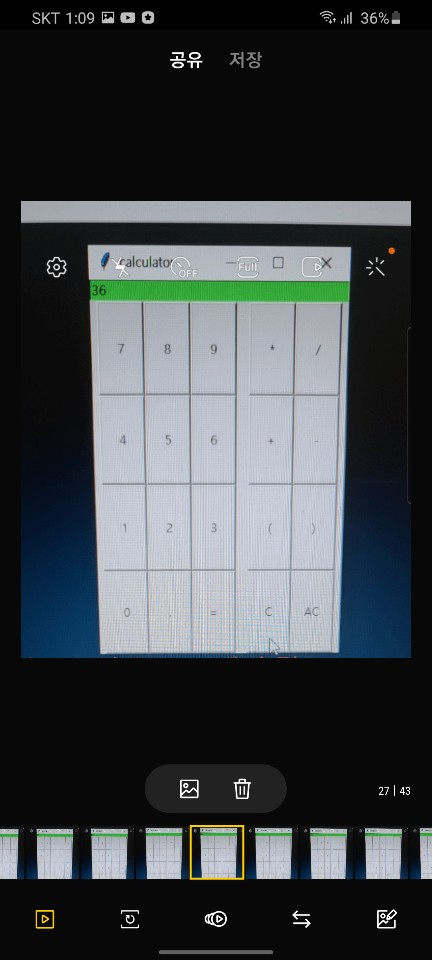 SKT 1:09
36%
공유 저장
calculator
OFF
Full
36
7 8 9 * /
4 5 6 + -
1 2 3 ( )
0 . = C AC
27 | 43